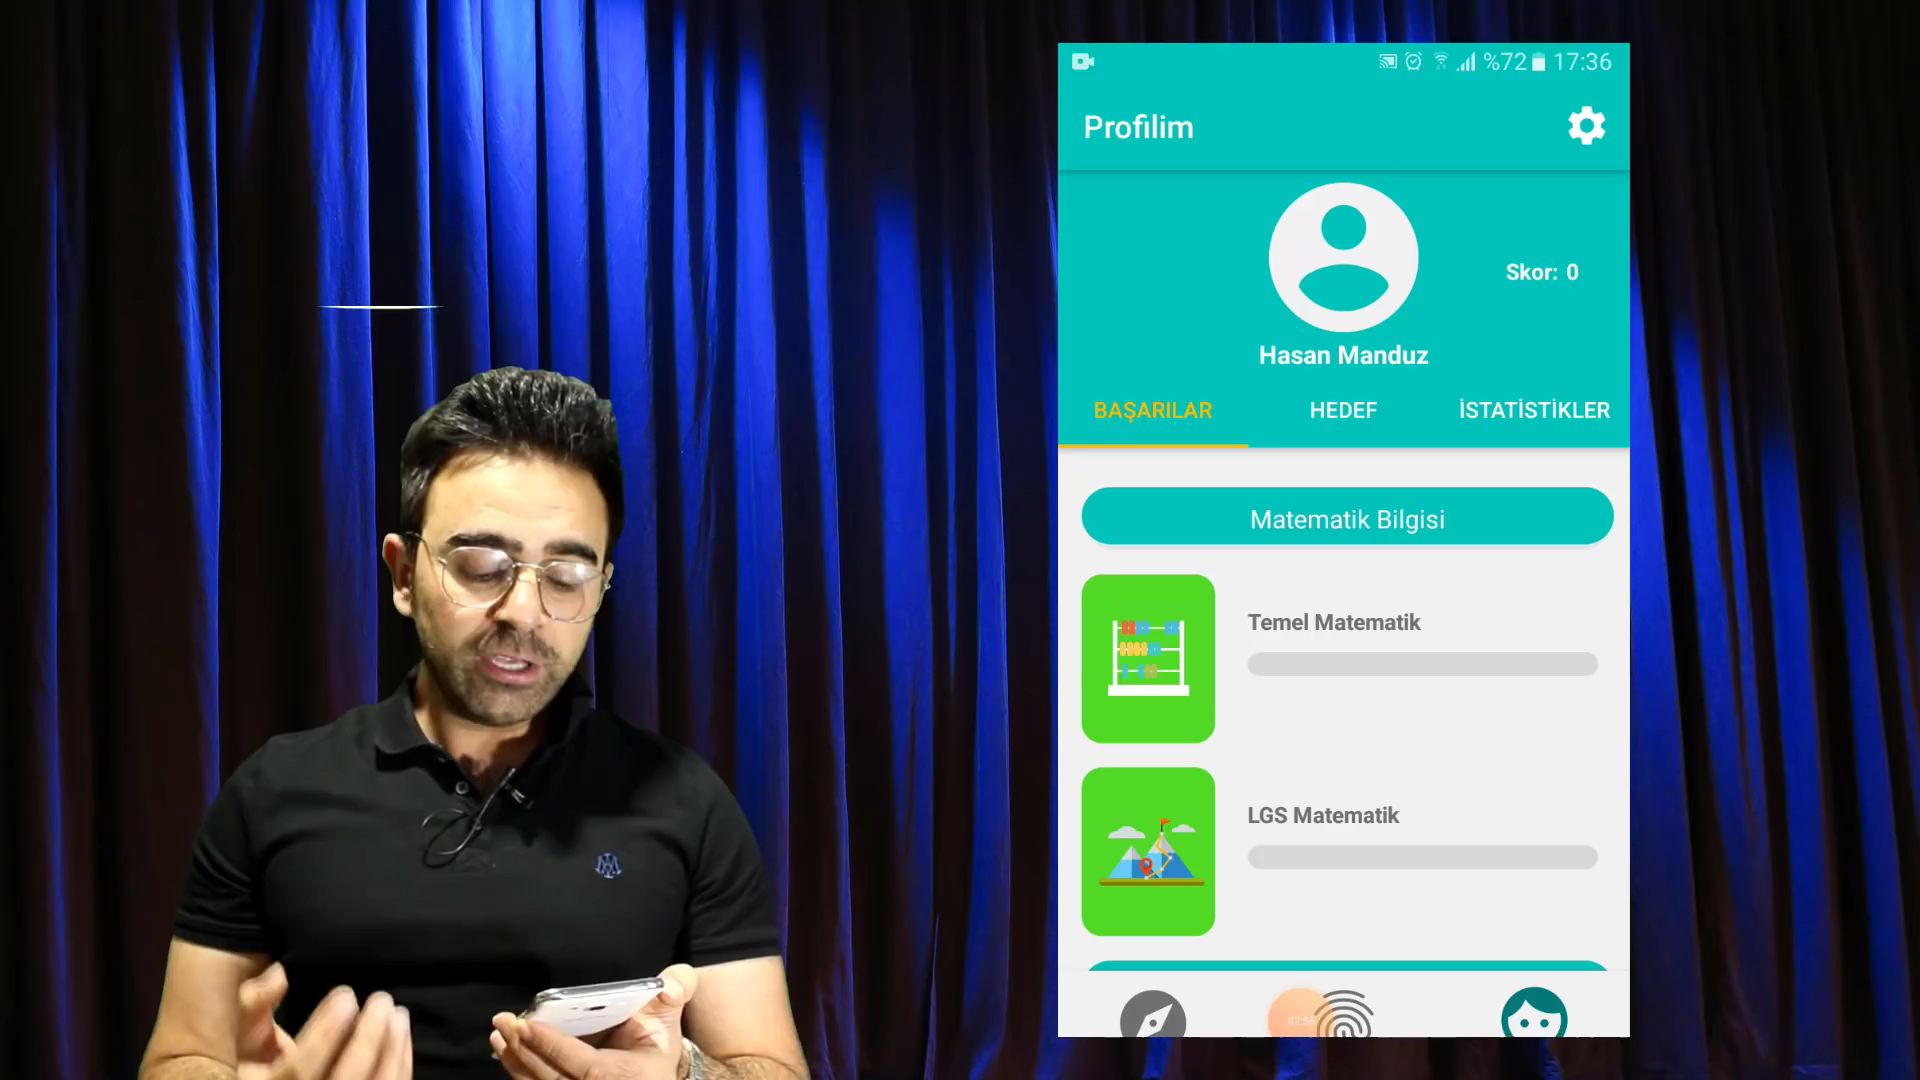 %72 17:36
Profilim
Skor: 0
Hasan Manduz
BAŞARILAR HEDEF İSTATİSTİKLER
Matematik Bilgisi
Temel Matematik
LGS Matematik